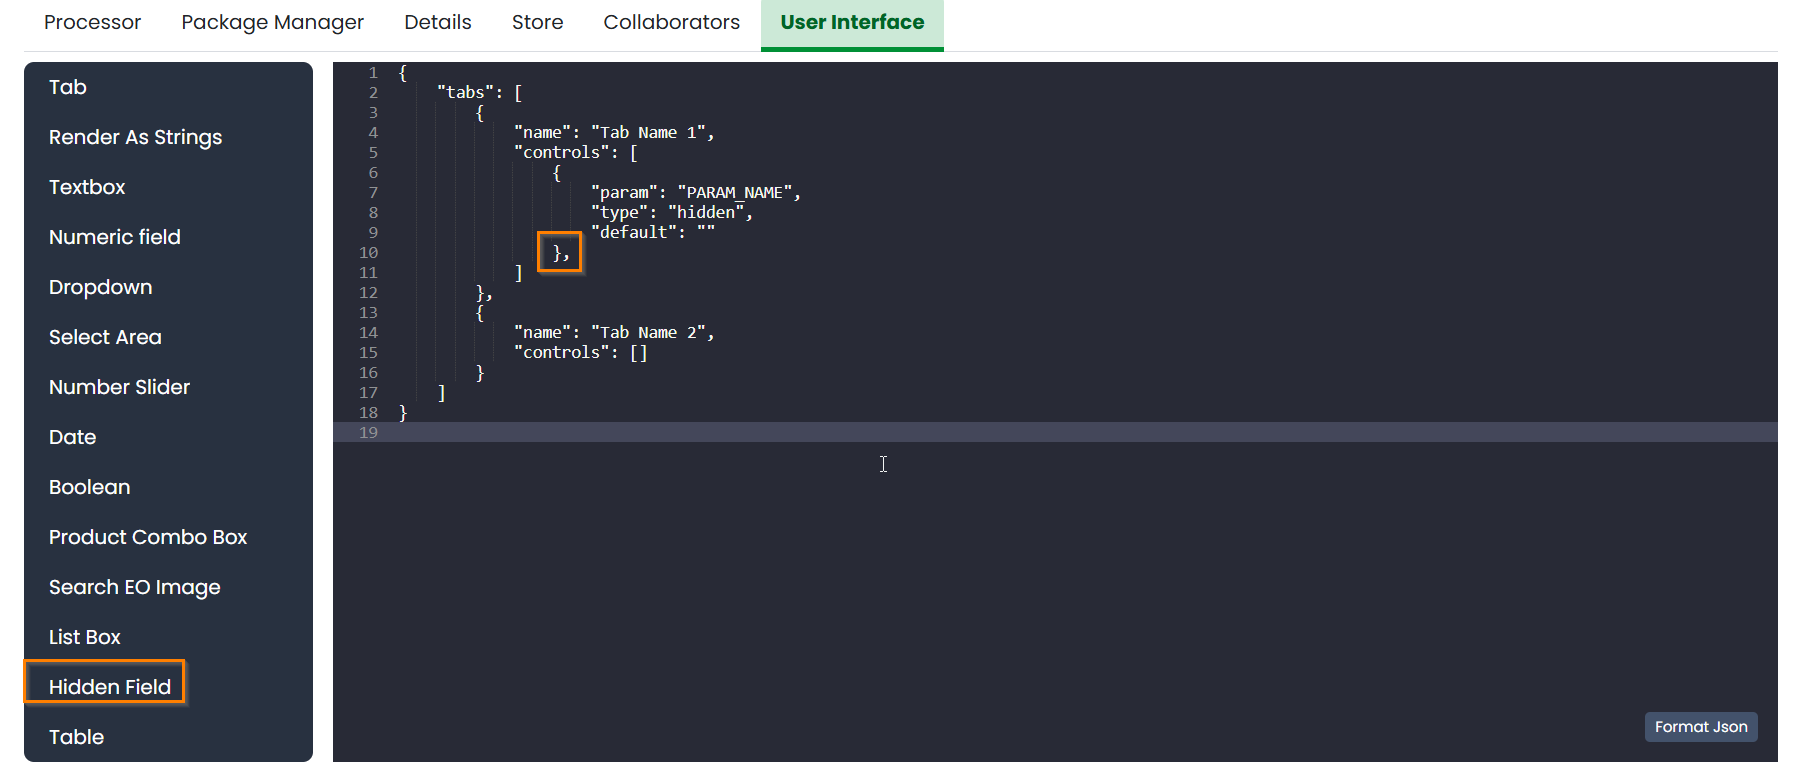 Processor Package Manager Details Store Collaborators User Interface
Tab
Render As Strings
Textbox
Numeric field
Dropdown
Select Area
Number Slider
Date
Boolean
Product Combo Box
Search EO Image
List Box
Hidden Field
Table
1 {
2 "tabs": [
3 {
4 "name": "Tab Name 1",
5 "controls": [
6 {
7 "param": "PARAM_NAME",
8 "type": "hidden",
9 "default": ""
10 },
11 ]
12 },
13 {
14 "name": "Tab Name 2",
15 "controls": []
16 }
17 ]
18 }
19
Format Json